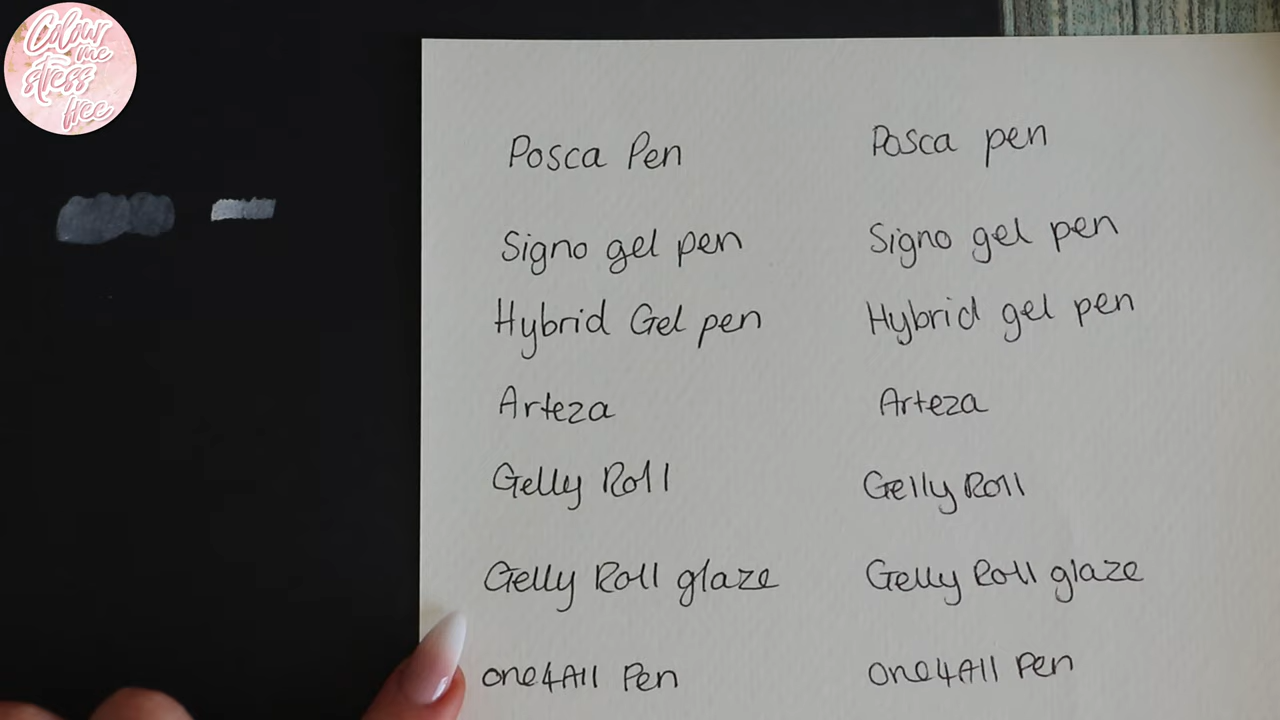 Colour
me
stress
free
Posca Pen Posca pen
Signo gel pen Signo gel pen
Hybrid Gel pen Hybrid gel pen
Arteza Arteza
Gelly Roll Gelly Roll
Gelly Roll glaze Gelly Roll glaze
One4All Pen One4All Pen